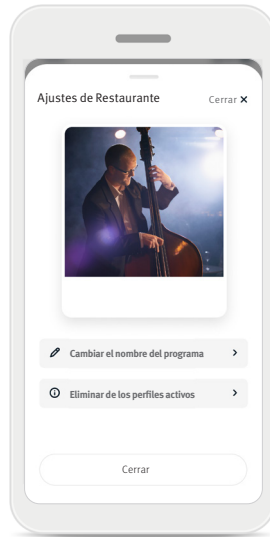 Ajustes de Restaurante Cerrar ×
Cambiar el nombre del programa
Eliminar de los perfiles activos
Cerrar